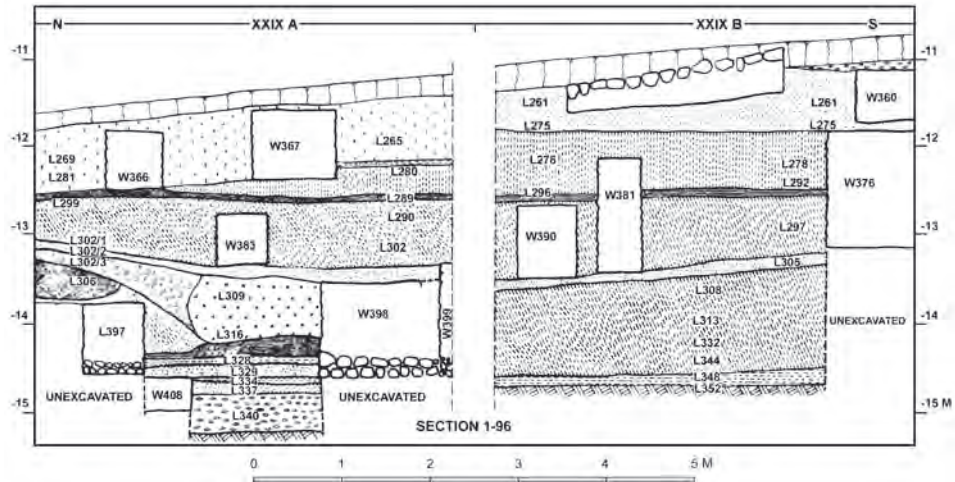 N XXIX A XXIX B S
-11 -11
L261 L261 W360
L275 L275
-12 -12
W367 L265
L269 L276 L278
L281 W366 L280 W381 W376
L299 L289 L296 L292
L290
-13 W383 W390 L297 -13
L302
L302/1
L302/2 L305
L302/3
L306
L309 L308
-14 L397 W398 W399 L313 UNEXCAVATED -14
L316 L332
L328 L344
L329 L348
L334 L352
L337
UNEXCAVATED W408 UNEXCAVATED
-15 L340 -15 M
SECTION 1-96
0 1 2 3 4 5 M